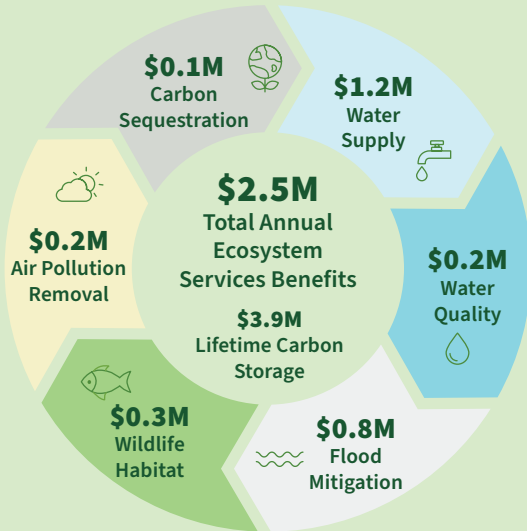 $0.1M
Carbon
Sequestration
$1.2M
Water
Supply
$2.5M
Total Annual
Ecosystem
Services Benefits
$3.9M
Lifetime Carbon
Storage
$0.2M
Air Pollution
Removal
$0.2M
Water
Quality
$0.3M
Wildlife
Habitat
$0.8M
Flood
Mitigation